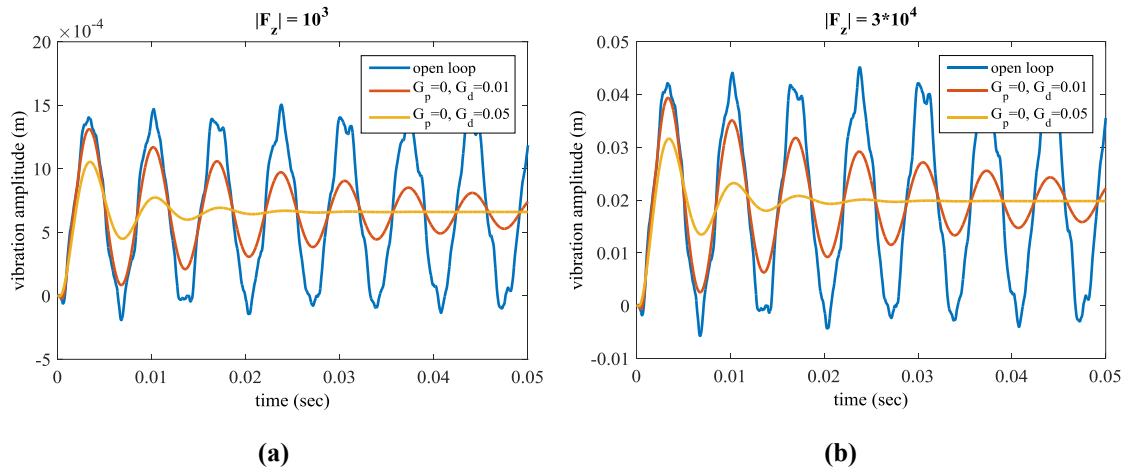 |F_z| = 10^3
×10^-4
20
15
10
5
0
-5
vibration amplitude (m)
0
0.01
0.02
0.03
0.04
0.05
time (sec)
open loop
G_p=0, G_d=0.01
G_p=0, G_d=0.05
(a)
|F_z| = 3*10^4
0.05
0.04
0.03
0.02
0.01
0
-0.01
vibration amplitude (m)
0
0.01
0.02
0.03
0.04
0.05
time (sec)
open loop
G_p=0, G_d=0.01
G_p=0, G_d=0.05
(b)